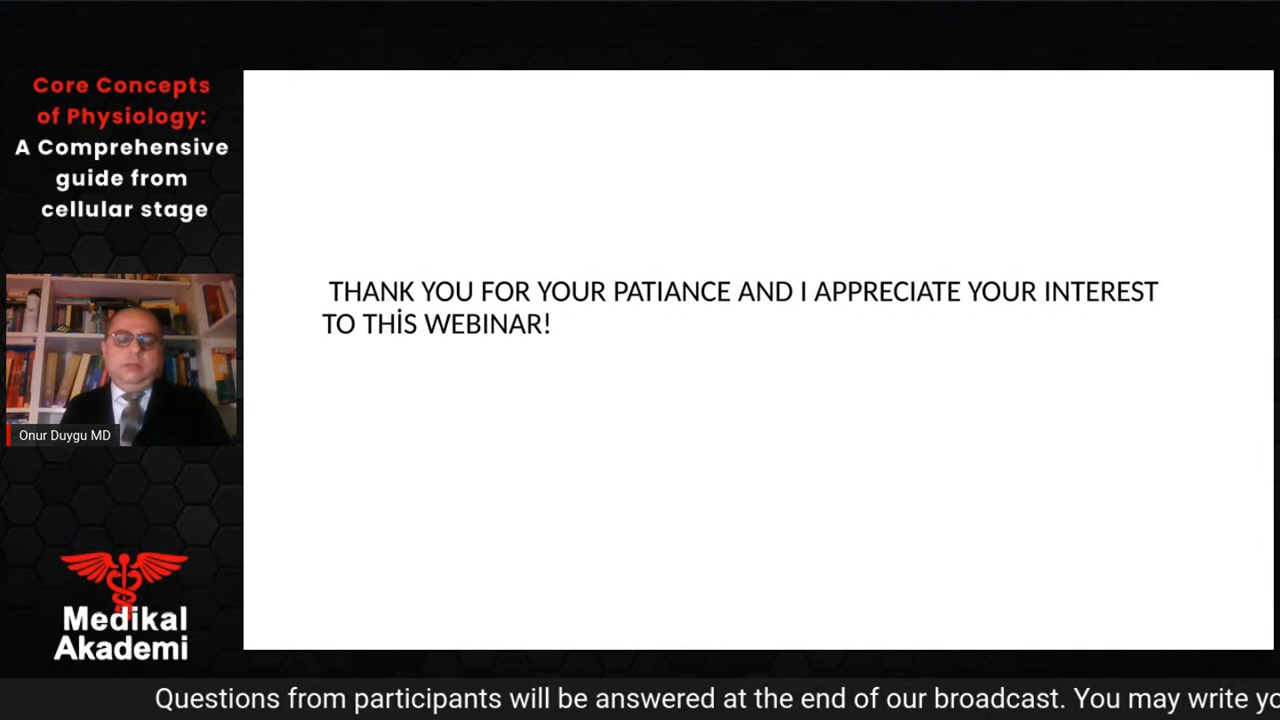 Core Concepts
of Physiology:
A Comprehensive
guide from
cellular stage
THANK YOU FOR YOUR PATIANCE AND I APPRECIATE YOUR INTEREST
TO THİS WEBINAR!
Onur Duygu MD
Medikal
Akademi
Questions from participants will be answered at the end of our broadcast. You may write